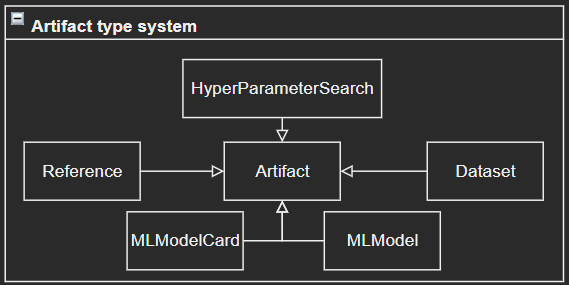 Artifact type system
HyperParameterSearch
Reference
Artifact
Dataset
MLModelCard
MLModel